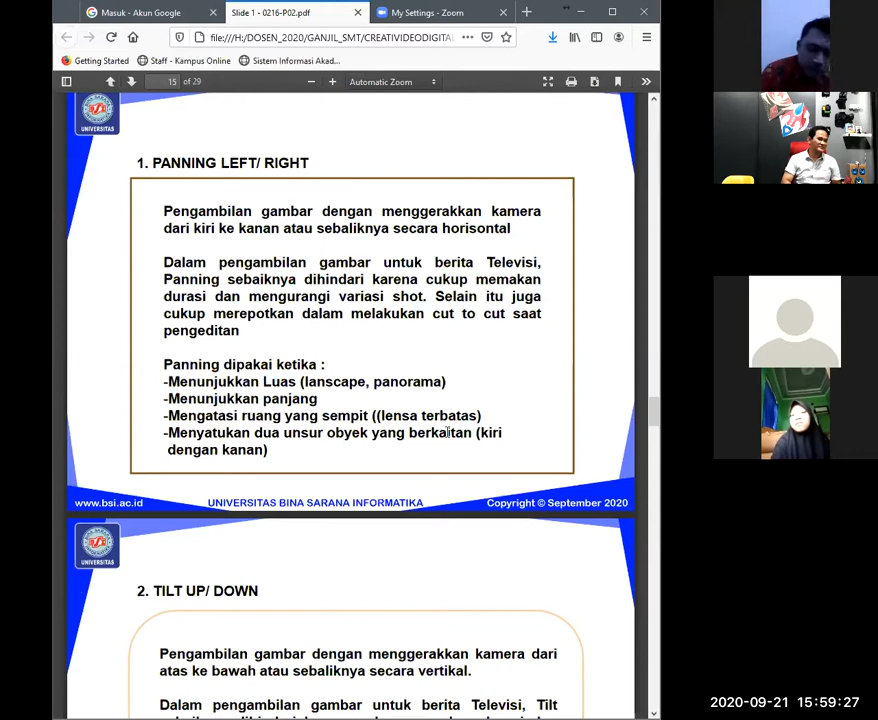 Masuk - Akun Google
Slide 1 - 0216-P02.pdf
My Settings - Zoom
file:///H:/DOSEN_2020/GANJIL_SMT/CREATIVIDEODIGITAL
Getting Started
Staff - Kampus Online
Sistem Informasi Akad...
15 of 29
Automatic Zoom
UNIVERSITAS
1. PANNING LEFT/ RIGHT
Pengambilan gambar dengan menggerakkan kamera
dari kiri ke kanan atau sebaliknya secara horisontal
Dalam pengambilan gambar untuk berita Televisi,
Panning sebaiknya dihindari karena cukup memakan
durasi dan mengurangi variasi shot. Selain itu juga
cukup merepotkan dalam melakukan cut to cut saat
pengeditan
Panning dipakai ketika :
-Menunjukkan Luas (lanscape, panorama)
-Menunjukkan panjang
-Mengatasi ruang yang sempit ((lensa terbatas)
-Menyatukan dua unsur obyek yang berkaitan (kiri
dengan kanan)
www.bsi.ac.id UNIVERSITAS BINA SARANA INFORMATIKA Copyright © September 2020
UNIVERSITAS
2. TILT UP/ DOWN
Pengambilan gambar dengan menggerakkan kamera dari
atas ke bawah atau sebaliknya secara vertikal.
Dalam pengambilan gambar untuk berita Televisi, Tilt
2020-09-21 15:59:27